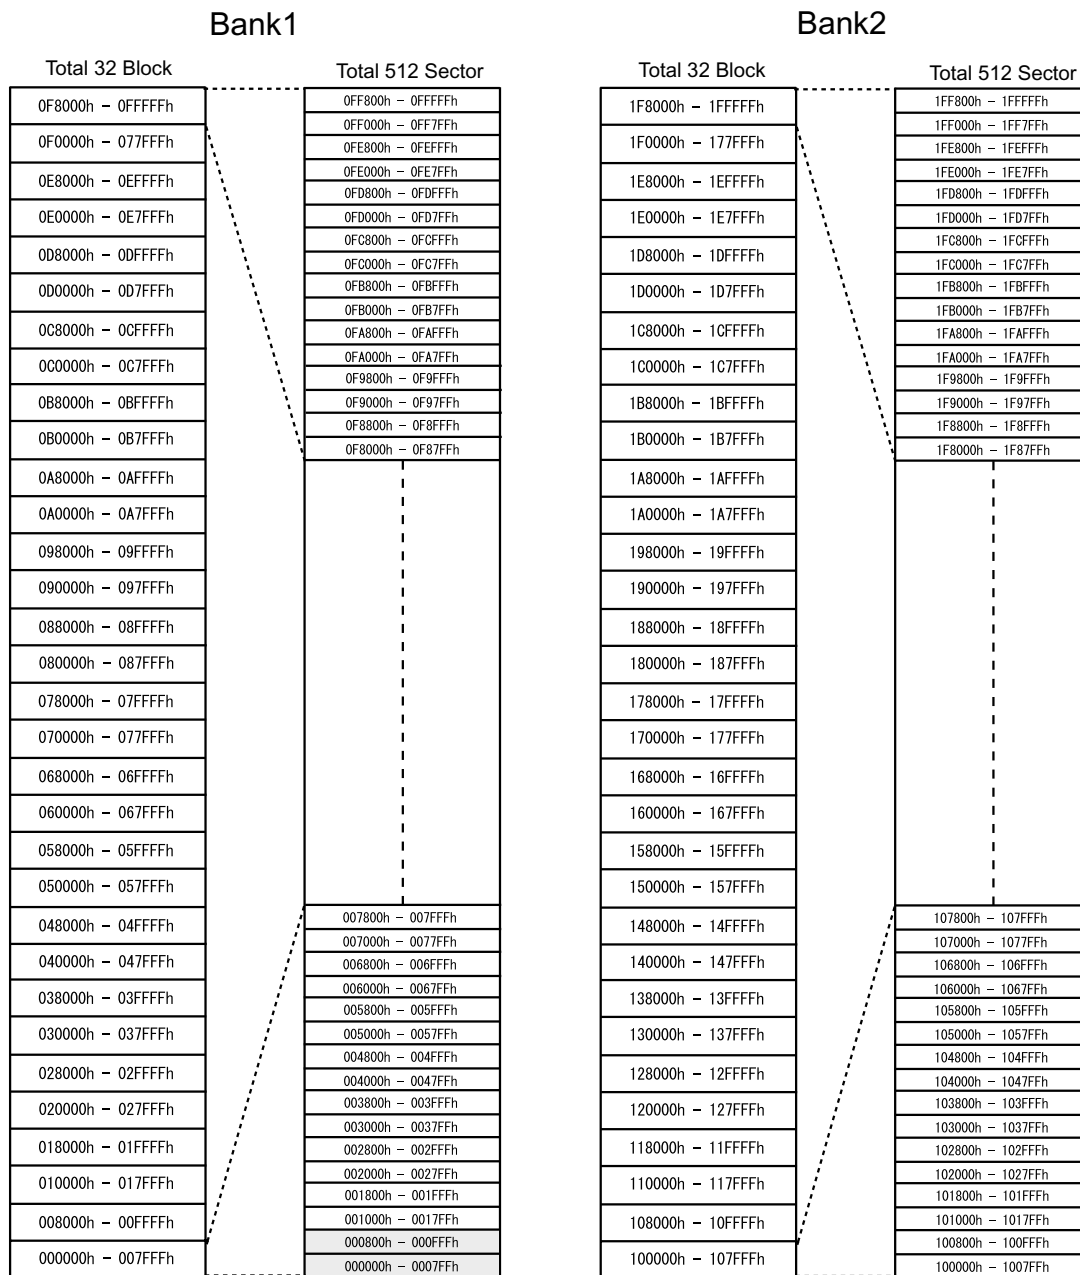 Bank1
Total 32 Block
0F8000h - 0FFFFFh
0F0000h - 077FFFh
0E8000h - 0EFFFFh
0E0000h - 0E7FFFh
0D8000h - 0DFFFFh
0D0000h - 0D7FFFh
0C8000h - 0CFFFFh
0C0000h - 0C7FFFh
0B8000h - 0BFFFFh
0B0000h - 0B7FFFh
0A8000h - 0AFFFFh
0A0000h - 0A7FFFh
098000h - 09FFFFh
090000h - 097FFFh
088000h - 08FFFFh
080000h - 087FFFh
078000h - 07FFFFh
070000h - 077FFFh
068000h - 06FFFFh
060000h - 067FFFh
058000h - 05FFFFh
050000h - 057FFFh
048000h - 04FFFFh
040000h - 047FFFh
038000h - 03FFFFh
030000h - 037FFFh
028000h - 02FFFFh
020000h - 027FFFh
018000h - 01FFFFh
010000h - 017FFFh
008000h - 00FFFFh
000000h - 007FFFh
Total 512 Sector
0FF800h - 0FFFFFh
0FF000h - 0FF7FFh
0FE800h - 0FEFFFh
0FE000h - 0FE7FFh
0FD800h - 0FDFFFh
0FD000h - 0FD7FFh
0FC800h - 0FCFFFh
0FC000h - 0FC7FFh
0FB800h - 0FBFFFh
0FB000h - 0FB7FFh
0FA800h - 0FAFFFh
0FA000h - 0FA7FFh
0F9800h - 0F9FFFh
0F9000h - 0F97FFh
0F8800h - 0F8FFFh
0F8000h - 0F87FFh
007800h - 007FFFh
007000h - 0077FFh
006800h - 006FFFh
006000h - 0067FFh
005800h - 005FFFh
005000h - 0057FFh
004800h - 004FFFh
004000h - 0047FFh
003800h - 003FFFh
003000h - 0037FFh
002800h - 002FFFh
002000h - 0027FFh
001800h - 001FFFh
001000h - 0017FFh
000800h - 000FFFh
000000h - 0007FFh
Bank2
Total 32 Block
1F8000h - 1FFFFFh
1F0000h - 177FFFh
1E8000h - 1EFFFFh
1E0000h - 1E7FFFh
1D8000h - 1DFFFFh
1D0000h - 1D7FFFh
1C8000h - 1CFFFFh
1C0000h - 1C7FFFh
1B8000h - 1BFFFFh
1B0000h - 1B7FFFh
1A8000h - 1AFFFFh
1A0000h - 1A7FFFh
198000h - 19FFFFh
190000h - 197FFFh
188000h - 18FFFFh
180000h - 187FFFh
178000h - 17FFFFh
170000h - 177FFFh
168000h - 16FFFFh
160000h - 167FFFh
158000h - 15FFFFh
150000h - 157FFFh
148000h - 14FFFFh
140000h - 147FFFh
138000h - 13FFFFh
130000h - 137FFFh
128000h - 12FFFFh
120000h - 127FFFh
118000h - 11FFFFh
110000h - 117FFFh
108000h - 10FFFFh
100000h - 107FFFh
Total 512 Sector
1FF800h - 1FFFFFh
1FF000h - 1FF7FFh
1FE800h - 1FEFFFh
1FE000h - 1FE7FFh
1FD800h - 1FDFFFh
1FD000h - 1FD7FFh
1FC800h - 1FCFFFh
1FC000h - 1FC7FFh
1FB800h - 1FBFFFh
1FB000h - 1FB7FFh
1FA800h - 1FAFFFh
1FA000h - 1FA7FFh
1F9800h - 1F9FFFh
1F9000h - 1F97FFh
1F8800h - 1F8FFFh
1F8000h - 1F87FFh
107800h - 107FFFh
107000h - 1077FFh
106800h - 106FFFh
106000h - 1067FFh
105800h - 105FFFh
105000h - 1057FFh
104800h - 104FFFh
104000h - 1047FFh
103800h - 103FFFh
103000h - 1037FFh
102800h - 102FFFh
102000h - 1027FFh
101800h - 101FFFh
101000h - 1017FFh
100800h - 100FFFh
100000h - 1007FFh